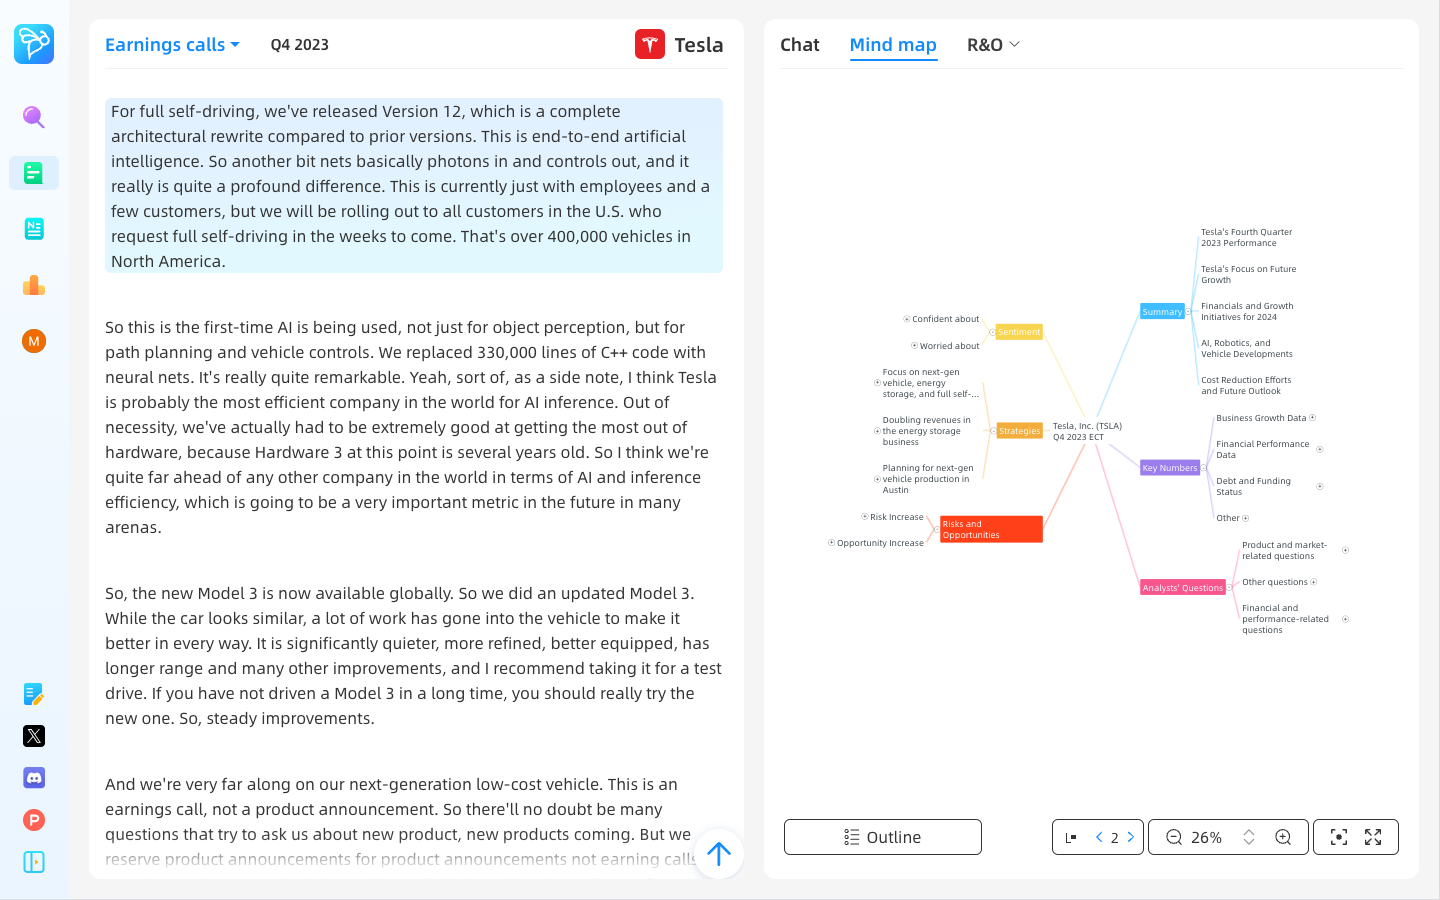 Earnings calls
Q4 2023
Tesla
For full self-driving, we've released Version 12, which is a complete
architectural rewrite compared to prior versions. This is end-to-end artificial
intelligence. So another bit nets basically photons in and controls out, and it
really is quite a profound difference. This is currently just with employees and a
few customers, but we will be rolling out to all customers in the U.S. who
request full self-driving in the weeks to come. That's over 400,000 vehicles in
North America.
So this is the first-time AI is being used, not just for object perception, but for
path planning and vehicle controls. We replaced 330,000 lines of C++ code with
neural nets. It's really quite remarkable. Yeah, sort of, as a side note, I think Tesla
is probably the most efficient company in the world for AI inference. Out of
necessity, we've actually had to be extremely good at getting the most out of
hardware, because Hardware 3 at this point is several years old. So I think we're
quite far ahead of any other company in the world in terms of AI and inference
efficiency, which is going to be a very important metric in the future in many
arenas.
So, the new Model 3 is now available globally. So we did an updated Model 3.
While the car looks similar, a lot of work has gone into the vehicle to make it
better in every way. It is significantly quieter, more refined, better equipped, has
longer range and many other improvements, and I recommend taking it for a test
drive. If you have not driven a Model 3 in a long time, you should really try the
new one. So, steady improvements.
And we're very far along on our next-generation low-cost vehicle. This is an
earnings call, not a product announcement. So there'll no doubt be many
questions that try to ask us about new product, new products coming. But we
reserve product announcements for product announcements not earning calls
M
Chat
Mind map
R&O
Confident about
Worried about
Sentiment
Focus on next-gen
vehicle, energy
storage, and full self-...
Doubling revenues in
the energy storage
business
Planning for next-gen
vehicle production in
Austin
Strategies
Risk Increase
Opportunity Increase
Risks and
Opportunities
Tesla, Inc. (TSLA)
Q4 2023 ECT
Summary
Tesla's Fourth Quarter
2023 Performance
Tesla's Focus on Future
Growth
Financials and Growth
Initiatives for 2024
AI, Robotics, and
Vehicle Developments
Cost Reduction Efforts
and Future Outlook
Key Numbers
Business Growth Data
Financial Performance
Data
Debt and Funding
Status
Other
Analysts' Questions
Product and market-
related questions
Other questions
Financial and
performance-related
questions
Outline
2
26%